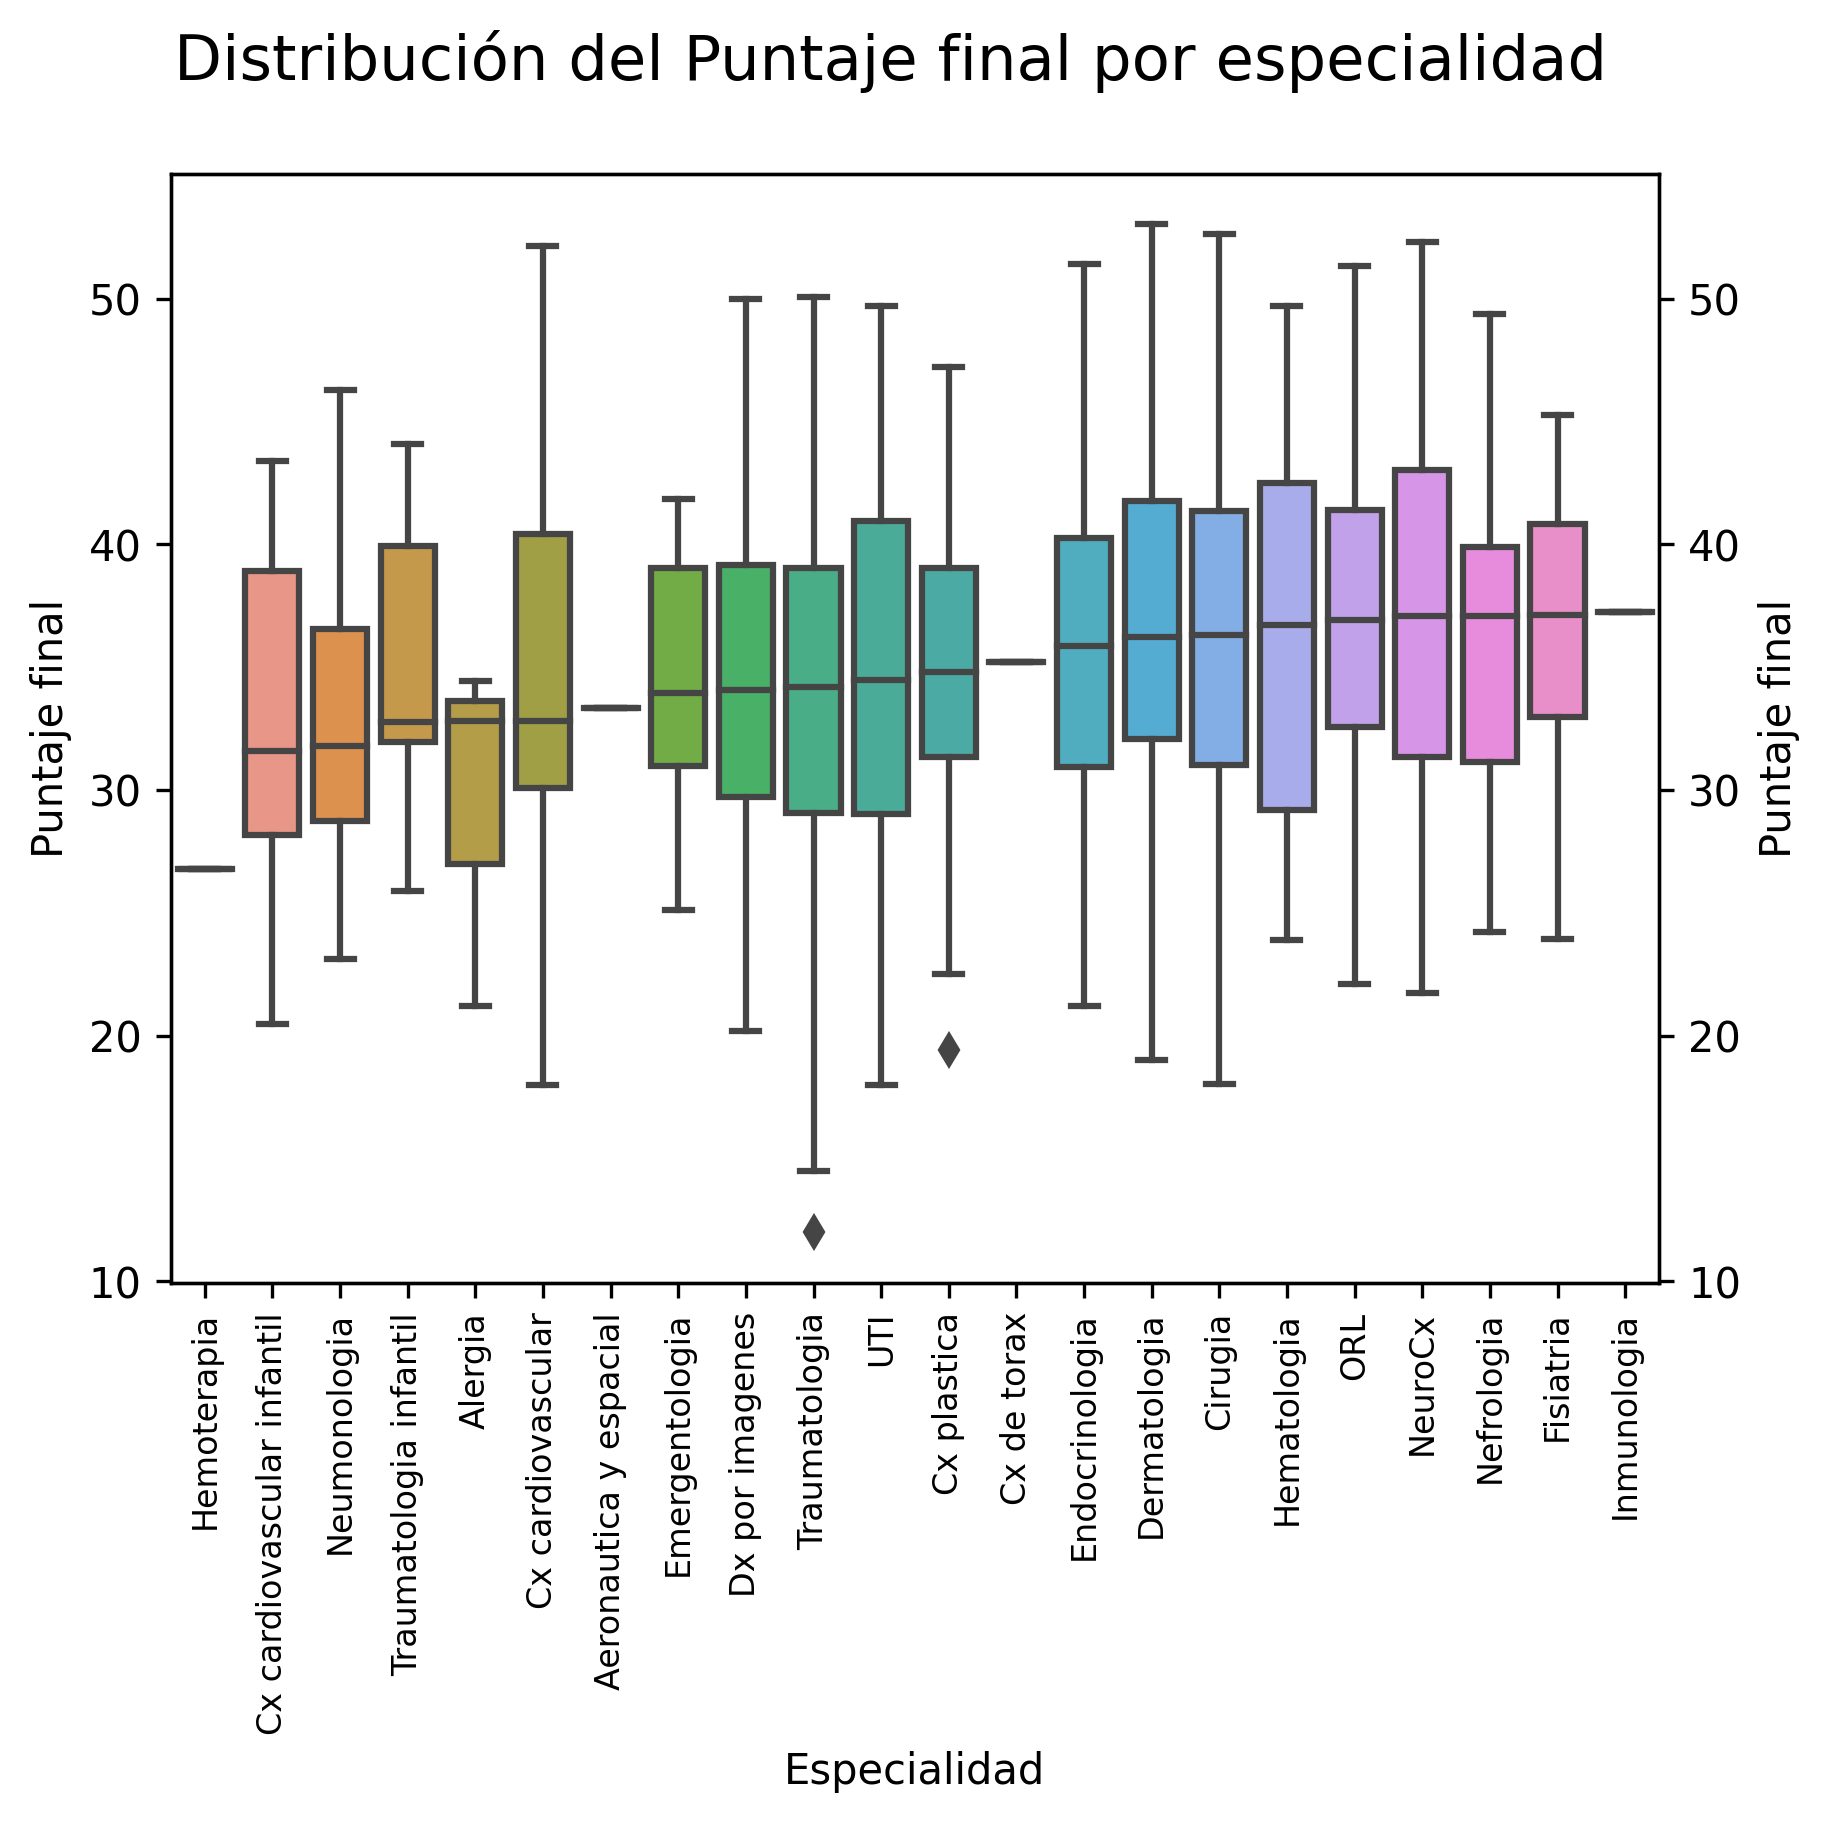 Distribución del Puntaje final por especialidad
Puntaje final
50
40
30
20
10
50
40
30
20
10
Puntaje final
Hemoterapia
Cx cardiovascular infantil
Neumonologia
Traumatologia infantil
Alergia
Cx cardiovascular
Aeronautica y espacial
Emergentologia
Dx por imagenes
Traumatologia
UTI
Cx plastica
Cx de torax
Endocrinologia
Dermatologia
Cirugia
Hematologia
ORL
NeuroCx
Nefrologia
Fisiatria
Inmunologia
Especialidad